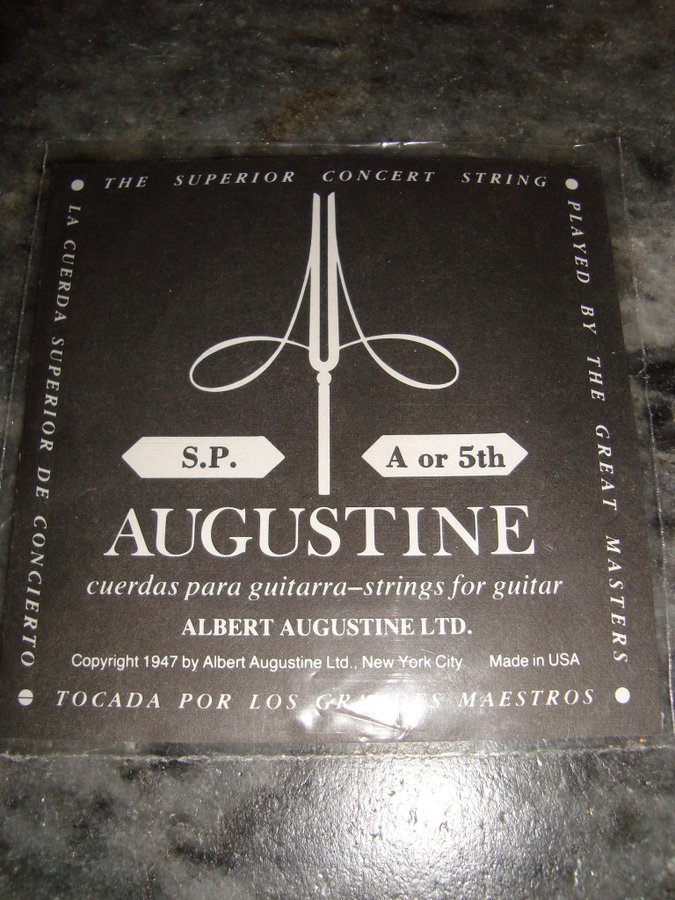 THE SUPERIOR CONCERT STRING
PLAYED BY THE GREAT MASTERS
LA CUERDA SUPERIOR DE CONCIERTO
S.P.
A or 5th
AUGUSTINE
cuerdas para guitarra–strings for guitar
ALBERT AUGUSTINE LTD.
Copyright 1947 by Albert Augustine Ltd., New York City Made in USA
TOCADA POR LOS GRANDES MAESTROS